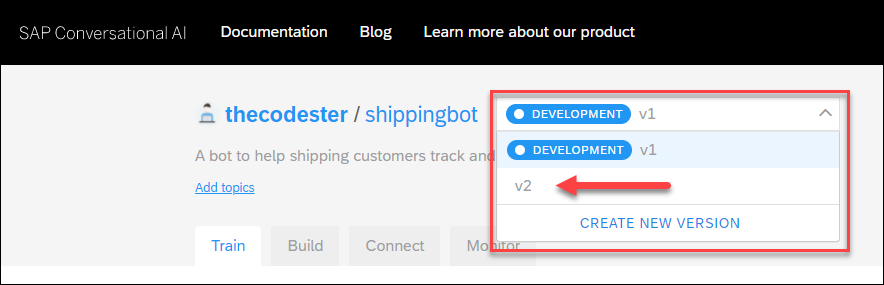 SAP Conversational AI Documentation Blog Learn more about our product
thecodester / shippingbot
DEVELOPMENT v1
DEVELOPMENT v1
A bot to help shipping customers track and
v2
Add topics
CREATE NEW VERSION
Train Build Connect Monitor